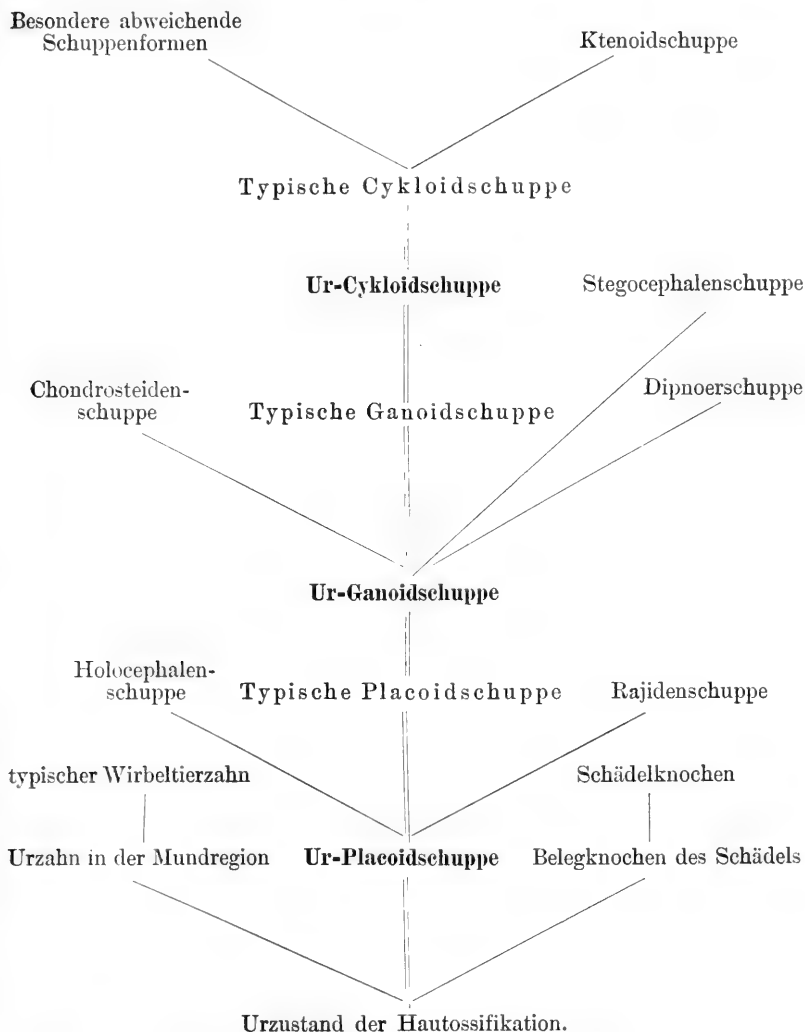 Besondere abweichende
Schuppenformen
Ktenoidschuppe
Typische Cykloidschuppe
Ur-Cykloidschuppe
Stegocephalenschuppe
Chondrosteiden-
schuppe
Typische Ganoidschuppe
Dipnoerschuppe
Ur-Ganoidschuppe
Holocephalen-
schuppe
Typische Placoidschuppe
Rajidenschuppe
typischer Wirbeltierzahn
Schädelknochen
Urzahn in der Mundregion
Ur-Placoidschuppe
Belegknochen des Schädels
Urzustand der Hautossifikation.